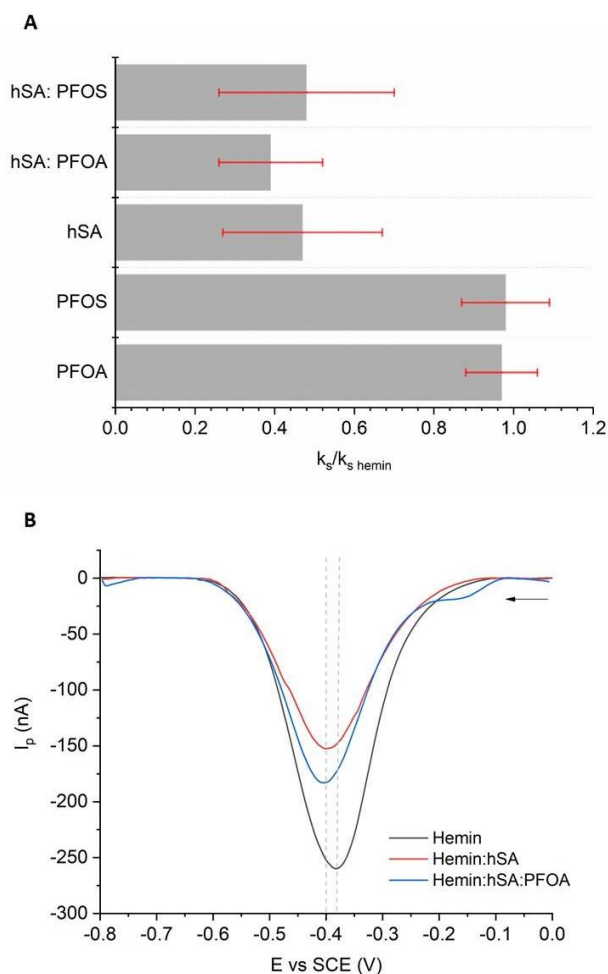 A
hSA: PFOS
hSA: PFOA
hSA
PFOS
PFOA
0.0 0.2 0.4 0.6 0.8 1.0 1.2
ks/ks hemin
B
0
-50
-100
-150
-200
-250
-300
Ip (nA)
Hemin
Hemin:hSA
Hemin:hSA:PFOA
-0.8 -0.7 -0.6 -0.5 -0.4 -0.3 -0.2 -0.1 0.0
E vs SCE (V)